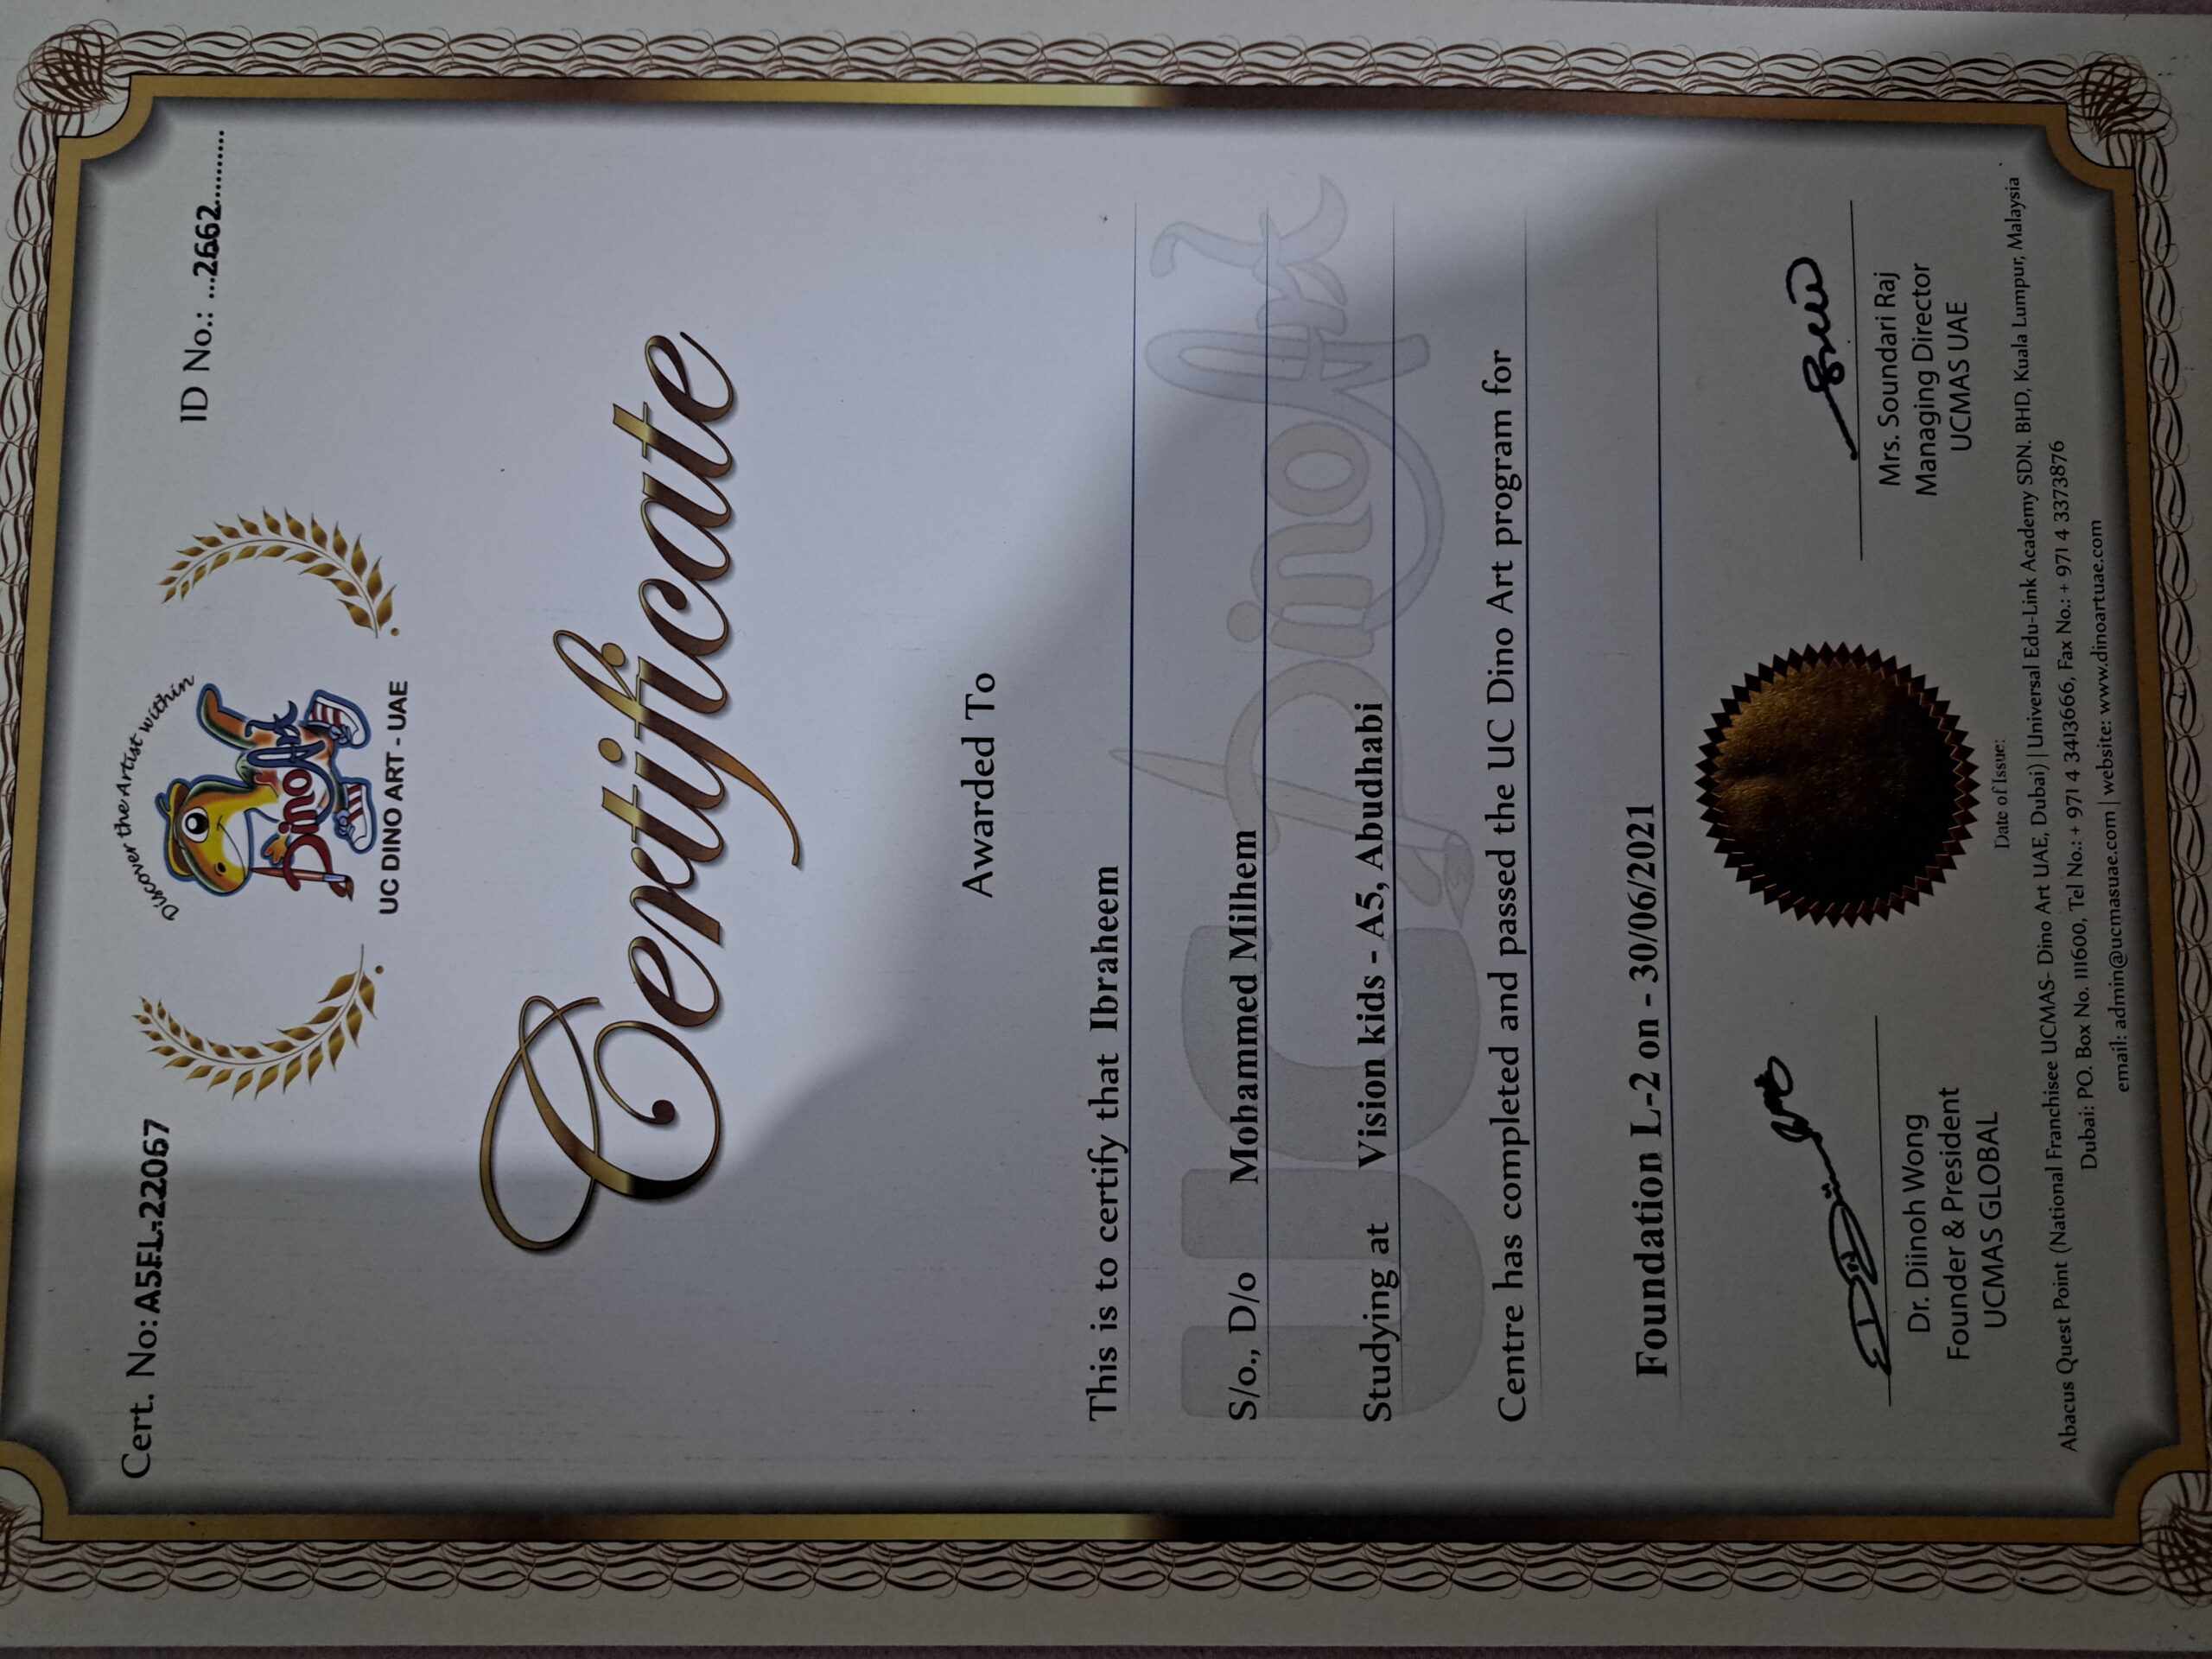 Cert. No: A5FL-22067
ID No.: ...2662..........
Discover the Artist within
Dino Art
UC DINO ART - UAE
Certificate
Awarded To
This is to certify that Ibraheem
S/o., D/o Mohammed Milhem
Studying at Vision kids - A5, Abudhabi
Centre has completed and passed the UC Dino Art program for
Foundation L-2 on - 30/06/2021
UC Dino Art
Dr. Diinoh Wong
Founder & President
UCMAS GLOBAL
Mrs. Soundari Raj
Managing Director
UCMAS UAE
Date of Issue:
Abacus Quest Point (National Franchisee UCMAS- Dino Art UAE, Dubai) | Universal Edu-Link Academy SDN. BHD, Kuala Lumpur, Malaysia
Dubai: PO. Box No. 111600, Tel No.: + 971 4 3413666, Fax No.: + 971 4 3373876
email: admin@ucmasuae.com | website: www.dinoartuae.com